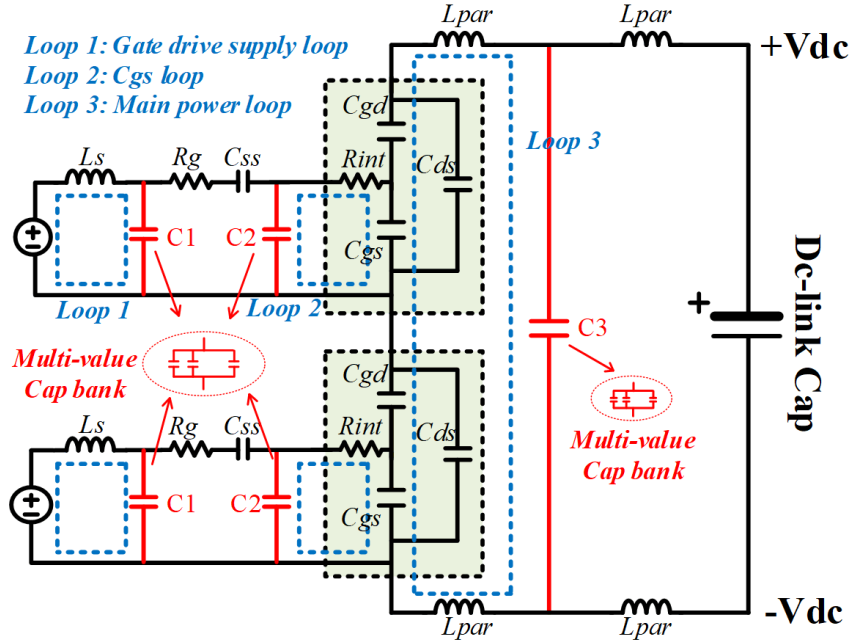 Lpar
Lpar
+Vdc
Loop 1: Gate drive supply loop
Loop 2: Cgs loop
Loop 3: Main power loop
Cgd
Loop 3
Ls
Rg
Css
Rint
Cds
C1
C2
Cgs
Loop 1
Loop 2
Dc-link Cap
+
C3
Multi-value
Cap bank
Cgd
Ls
Rg
Css
Rint
Cds
Multi-value
Cap bank
C1
C2
Cgs
Lpar
Lpar
-Vdc